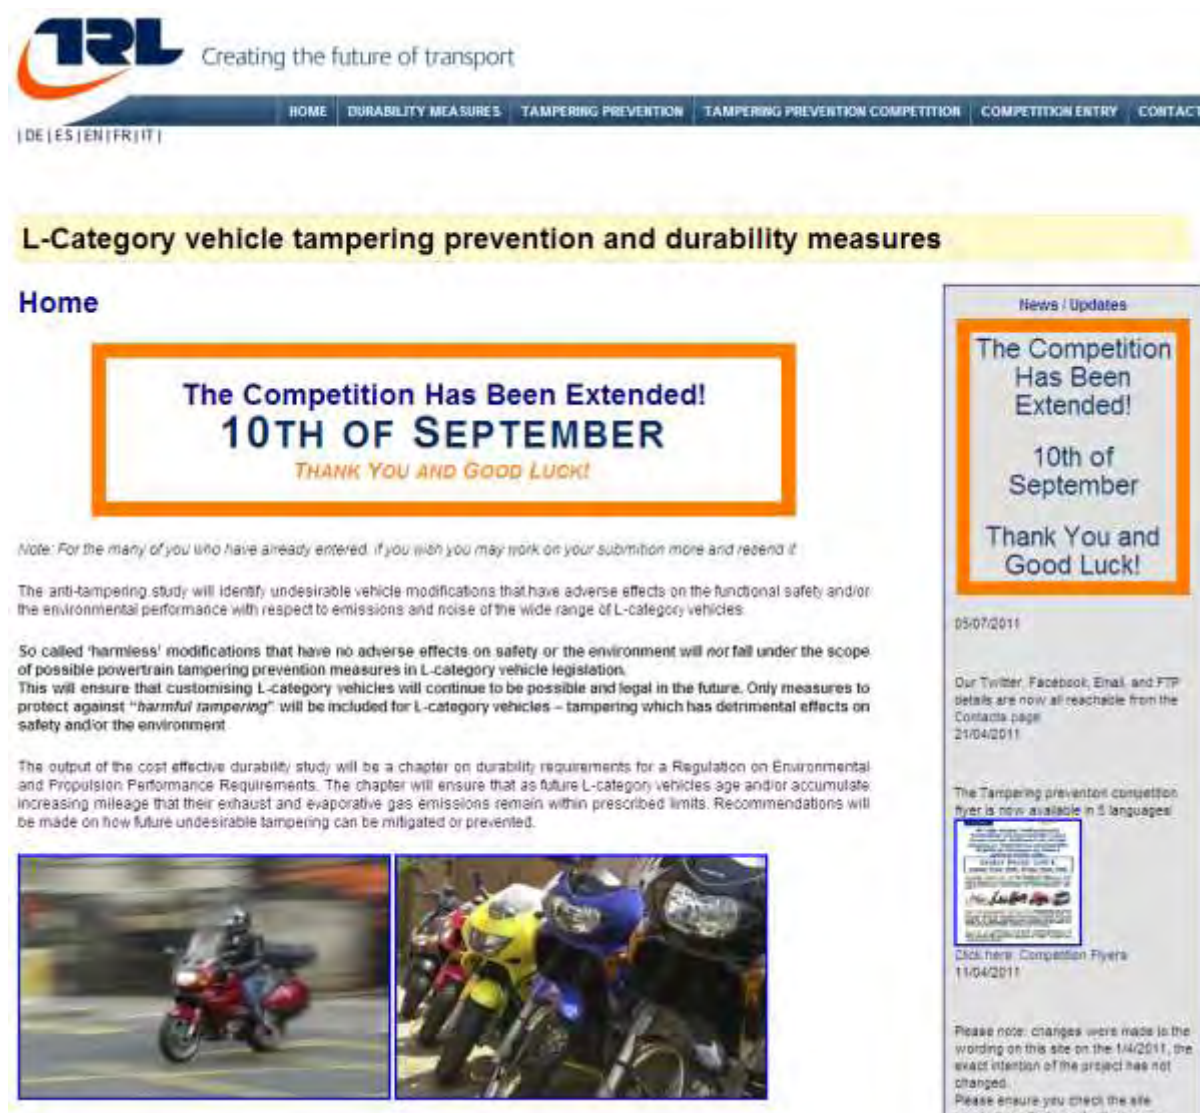 TRL
Creating the future of transport
HOME DURABILITY MEASURES TAMPERING PREVENTION TAMPERING PREVENTION COMPETITION COMPETITION ENTRY CONTACT
| DE | ES | EN | FR | IT |
L-Category vehicle tampering prevention and durability measures
Home
The Competition Has Been Extended!
10TH OF SEPTEMBER
THANK YOU AND GOOD LUCK!
Note: For the many of you who have already entered, if you wish you may work on your submition more and resend it
The anti-tampering study will identify undesirable vehicle modifications that have adverse effects on the functional safety and/or
the environmental performance with respect to emissions and noise of the wide range of L-category vehicles.
So called 'harmless' modifications that have no adverse effects on safety or the environment will not fall under the scope
of possible powertrain tampering prevention measures in L-category vehicle legislation.
This will ensure that customising L-category vehicles will continue to be possible and legal in the future. Only measures to
protect against "harmful tampering" will be included for L-category vehicles – tampering which has detrimental effects on
safety and/or the environment
The output of the cost effective durability study will be a chapter on durability requirements for a Regulation on Environmental
and Propulsion Performance Requirements. The chapter will ensure that as future L-category vehicles age and/or accumulate
increasing mileage that their exhaust and evaporative gas emissions remain within prescribed limits. Recommendations will
be made on how future undesirable tampering can be mitigated or prevented.
News / Updates
The Competition
Has Been
Extended!
10th of
September
Thank You and
Good Luck!
05/07/2011
Our Twitter, Facebook, Email, and FTP
details are now all reachable from the
Contacts page
21/04/2011
The Tampering prevention competition
flyer is now available in 5 languages
Click here: Competition Flyers
11/04/2011
Please note: changes were made to the
wording on this site on the 1/4/2011, the
exact intention of the project has not
changed.
Please ensure you check the site